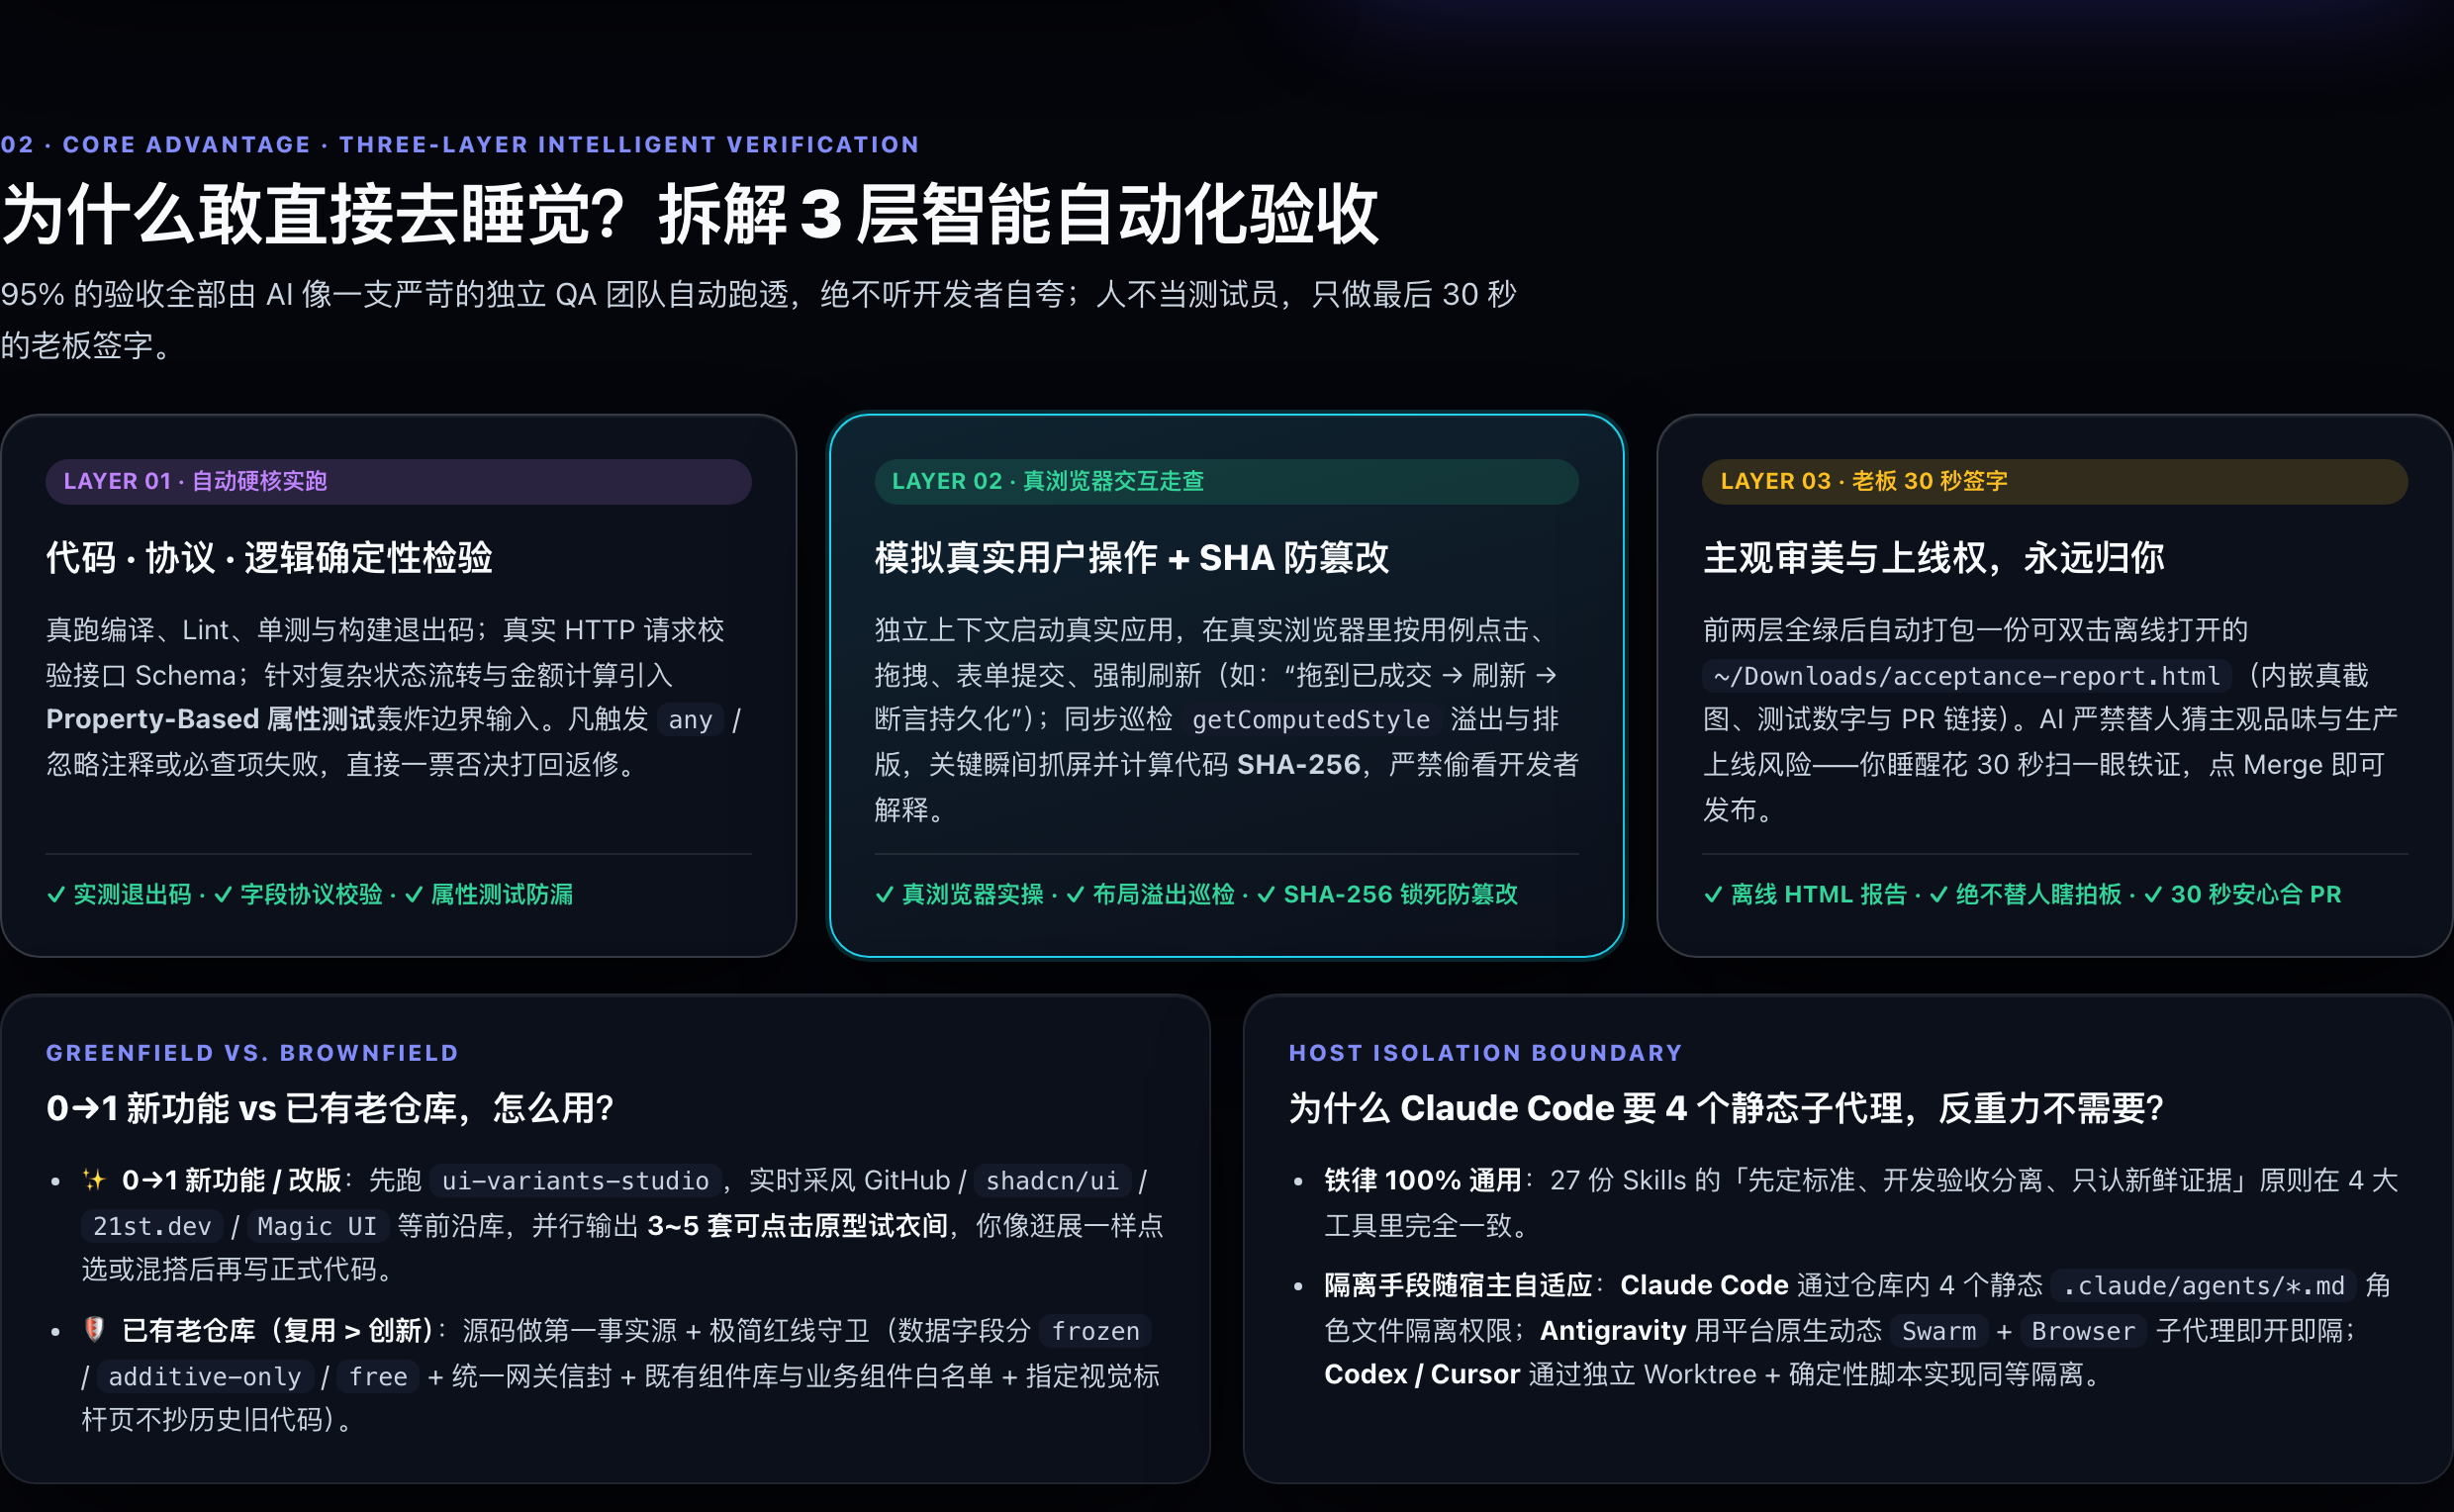 02 · CORE ADVANTAGE · THREE-LAYER INTELLIGENT VERIFICATION
为什么敢直接去睡觉？拆解 3 层智能自动化验收
95% 的验收全部由 AI 像一支严苛的独立 QA 团队自动跑透，绝不听开发者自夸；人不当测试员，只做最后 30 秒
的老板签字。
LAYER 01 · 自动硬核实跑
代码 · 协议 · 逻辑确定性检验
真跑编译、Lint、单测与构建退出码；真实 HTTP 请求校
验接口 Schema；针对复杂状态流转与金额计算引入
Property-Based 属性测试轰炸边界输入。凡触发 any /
忽略注释或必查项失败，直接一票否决打回返修。
✓ 实测退出码 · ✓ 字段协议校验 · ✓ 属性测试防漏
LAYER 02 · 真浏览器交互走查
模拟真实用户操作 + SHA 防篡改
独立上下文启动真实应用，在真实浏览器里按用例点击、
拖拽、表单提交、强制刷新（如：“拖到已成交 → 刷新 →
断言持久化”）；同步巡检 getComputedStyle 溢出与排
版，关键瞬间抓屏并计算代码 SHA-256，严禁偷看开发者
解释。
✓ 真浏览器实操 · ✓ 布局溢出巡检 · ✓ SHA-256 锁死防篡改
LAYER 03 · 老板 30 秒签字
主观审美与上线权，永远归你
前两层全绿后自动打包一份可双击离线打开的
~/Downloads/acceptance-report.html（内嵌真截
图、测试数字与 PR 链接）。AI 严禁替人猜主观品味与生产
上线风险——你睡醒花 30 秒扫一眼铁证，点 Merge 即可
发布。
✓ 离线 HTML 报告 · ✓ 绝不替人瞎拍板 · ✓ 30 秒安心合 PR
GREENFIELD VS. BROWNFIELD
0→1 新功能 vs 已有老仓库，怎么用？
• ✨ 0→1 新功能 / 改版：先跑 ui-variants-studio，实时采风 GitHub / shadcn/ui /
21st.dev / Magic UI 等前沿库，并行输出 3~5 套可点击原型试衣间，你像逛展一样点
选或混搭后再写正式代码。
• 🛡️ 已有老仓库（复用 > 创新）：源码做第一事实源 + 极简红线守卫（数据字段分 frozen
/ additive-only / free + 统一网关信封 + 既有组件库与业务组件白名单 + 指定视觉标
杆页不抄历史旧代码）。
HOST ISOLATION BOUNDARY
为什么 Claude Code 要 4 个静态子代理，反重力不需要？
• 铁律 100% 通用：27 份 Skills 的「先定标准、开发验收分离、只认新鲜证据」原则在 4 大
工具里完全一致。
• 隔离手段随宿主自适应：Claude Code 通过仓库内 4 个静态 .claude/agents/*.md 角
色文件隔离权限；Antigravity 用平台原生动态 Swarm + Browser 子代理即开即隔；
Codex / Cursor 通过独立 Worktree + 确定性脚本实现同等隔离。